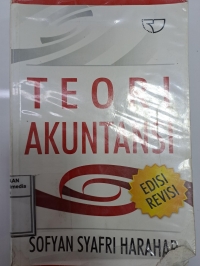 TEORI
AKUNTANSI
EDISI
REVISI
SOFYAN SYAFRI HARAHAP